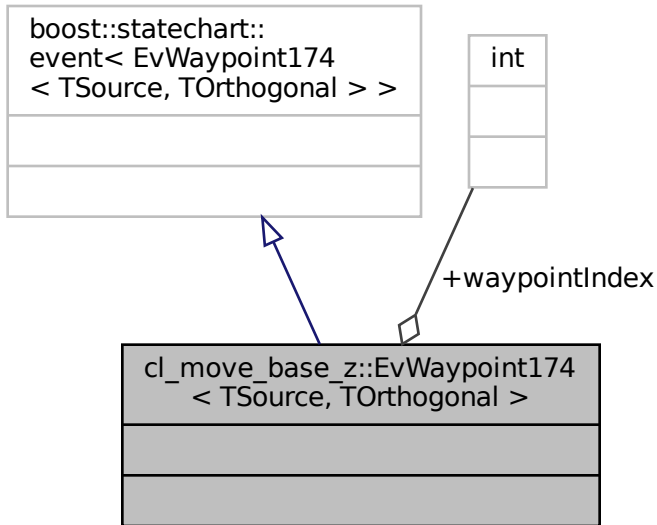 boost::statechart::
event< EvWaypoint174
< TSource, TOrthogonal > >
int
+waypointIndex
cl_move_base_z::EvWaypoint174
< TSource, TOrthogonal >